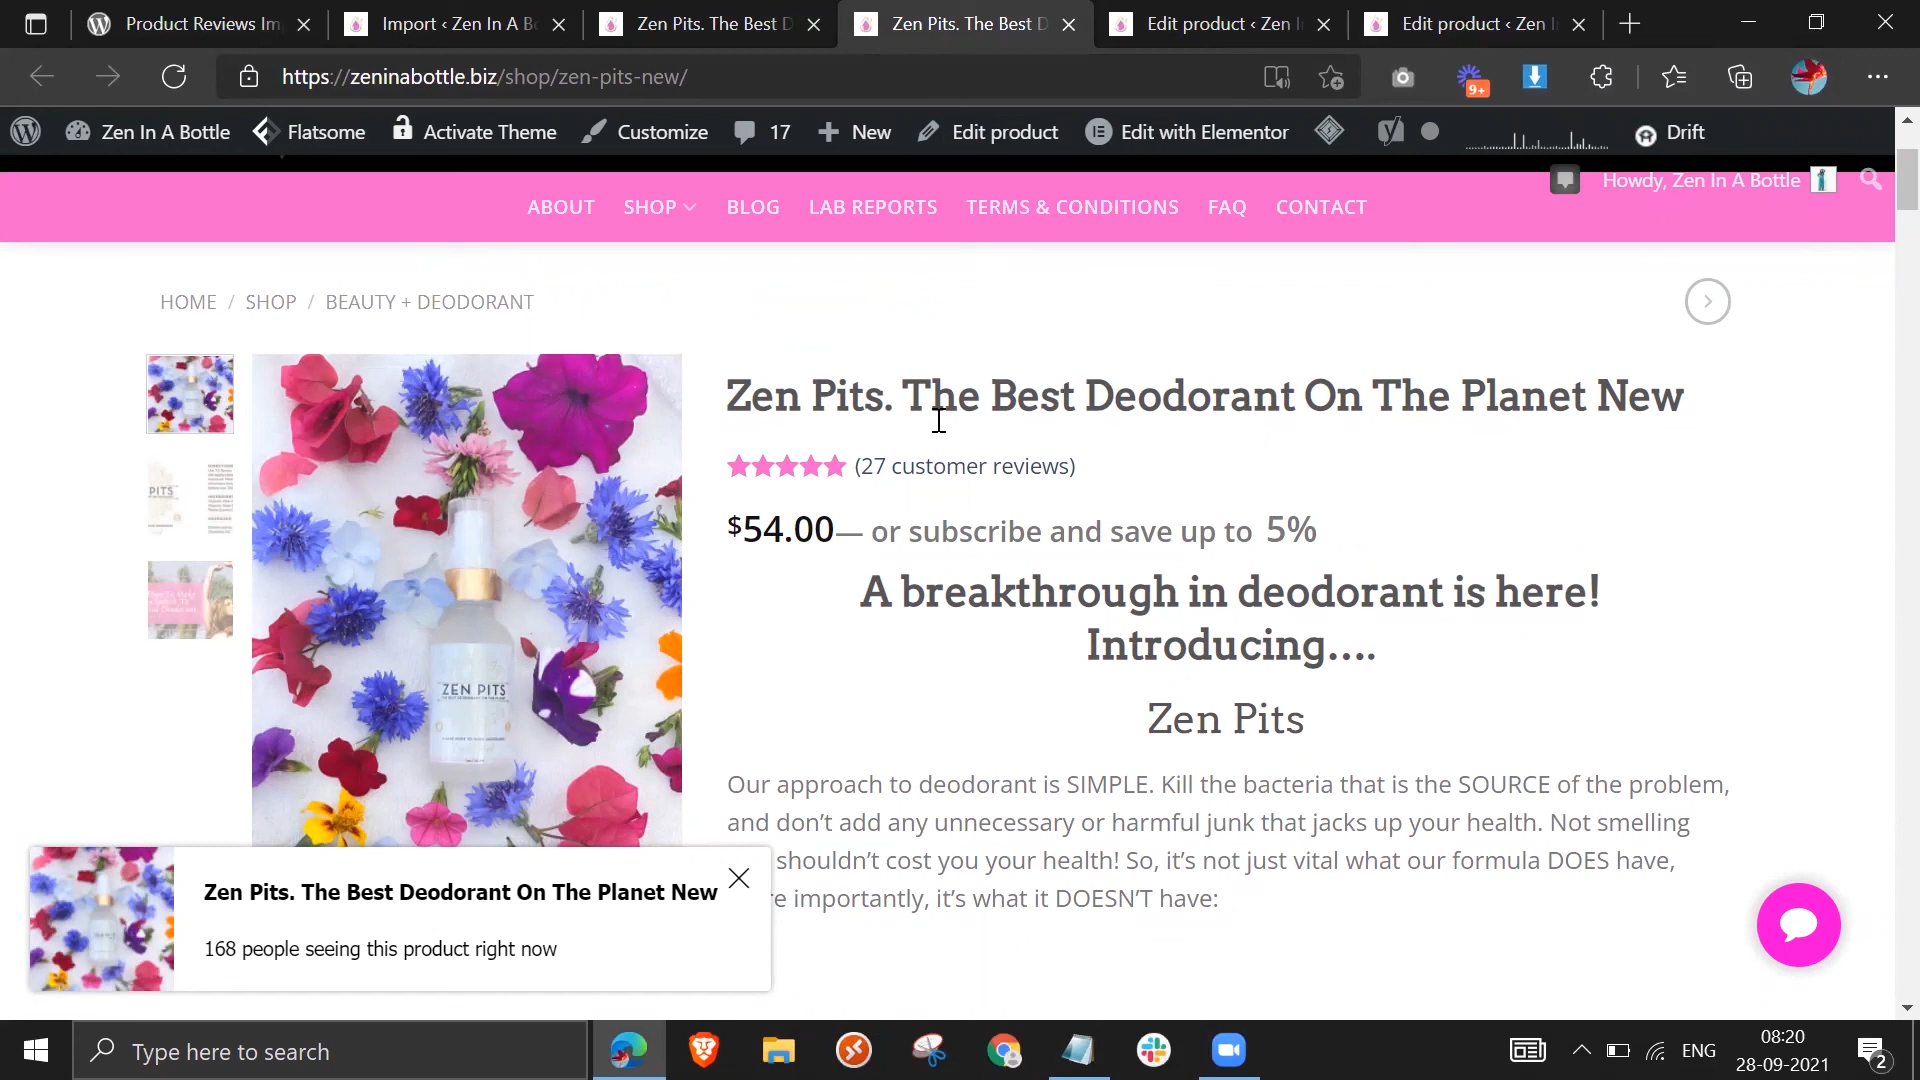 Product Reviews Im
Import ‹ Zen In A B
Zen Pits. The Best D
Zen Pits. The Best D
Edit product ‹ Zen I
Edit product ‹ Zen I
https://zeninabottle.biz/shop/zen-pits-new/
9+
Zen In A Bottle
Flatsome
Activate Theme
Customize
17
New
Edit product
Edit with Elementor
Drift
Howdy, Zen In A Bottle
ABOUT
SHOP
BLOG
LAB REPORTS
TERMS & CONDITIONS
FAQ
CONTACT
HOME / SHOP / BEAUTY + DEODORANT
Zen Pits. The Best Deodorant On The Planet New
(27 customer reviews)
$54.00— or subscribe and save up to 5%
A breakthrough in deodorant is here!
Introducing….
Zen Pits
Our approach to deodorant is SIMPLE. Kill the bacteria that is the SOURCE of the problem,
and don’t add any unnecessary or harmful junk that jacks up your health. Not smelling
shouldn’t cost you your health! So, it’s not just vital what our formula DOES have,
re importantly, it’s what it DOESN’T have:
PITS
ZEN PITS
Zen Pits. The Best Deodorant On The Planet New
168 people seeing this product right now
Type here to search
ENG
08:20
28-09-2021
2